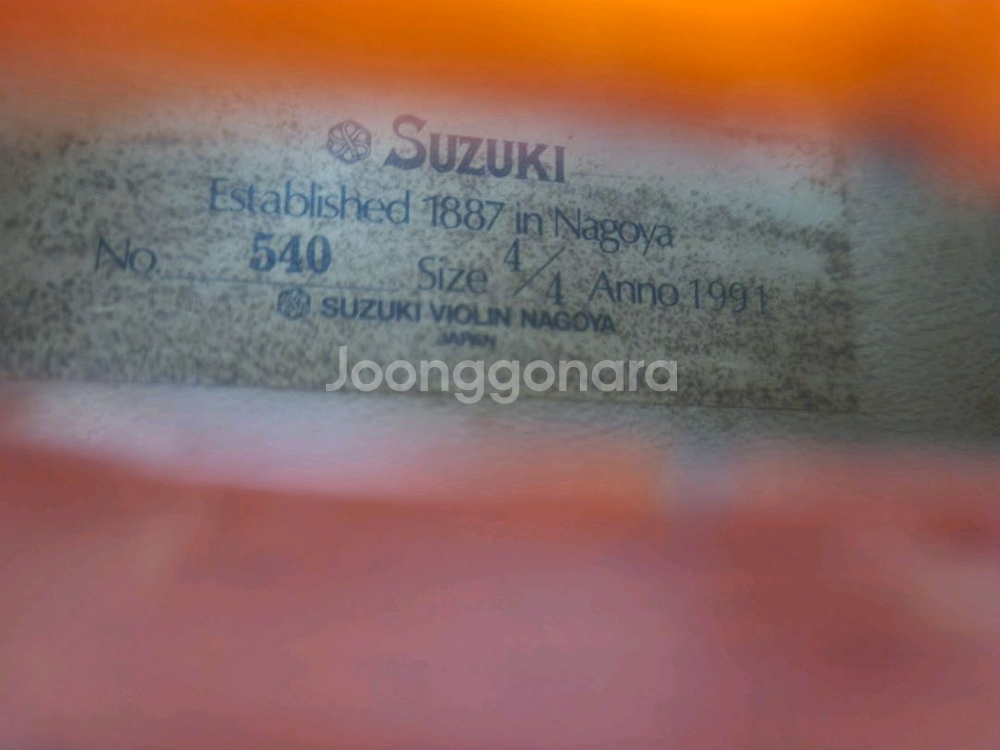 SUZUKI
Established 1887 in Nagoya
No. 540 Size 4/4 Anno 1991
SUZUKI VIOLIN NAGOYA
JAPAN
Joonggonara